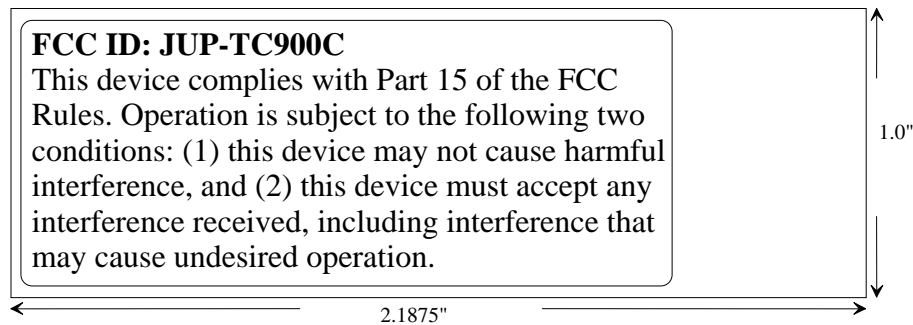 FCC ID: JUP-TC900C
This device complies with Part 15 of the FCC
Rules. Operation is subject to the following two
conditions: (1) this device may not cause harmful
interference, and (2) this device must accept any
interference received, including interference that
may cause undesired operation.
1.0"
2.1875"